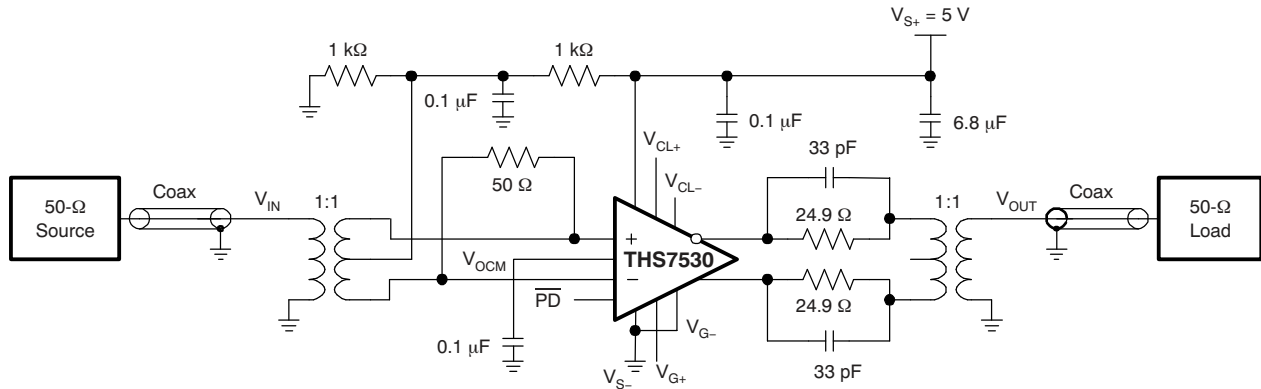 V_S+ = 5 V
1 kΩ
1 kΩ
0.1 μF
0.1 μF
6.8 μF
V_CL+
33 pF
50 Ω
V_CL−
50-Ω
Source
Coax
V_IN
1:1
24.9 Ω
1:1
V_OUT
Coax
50-Ω
Load
+
V_OCM
THS7530
−
PD
24.9 Ω
V_G−
0.1 μF
V_S−
V_G+
33 pF